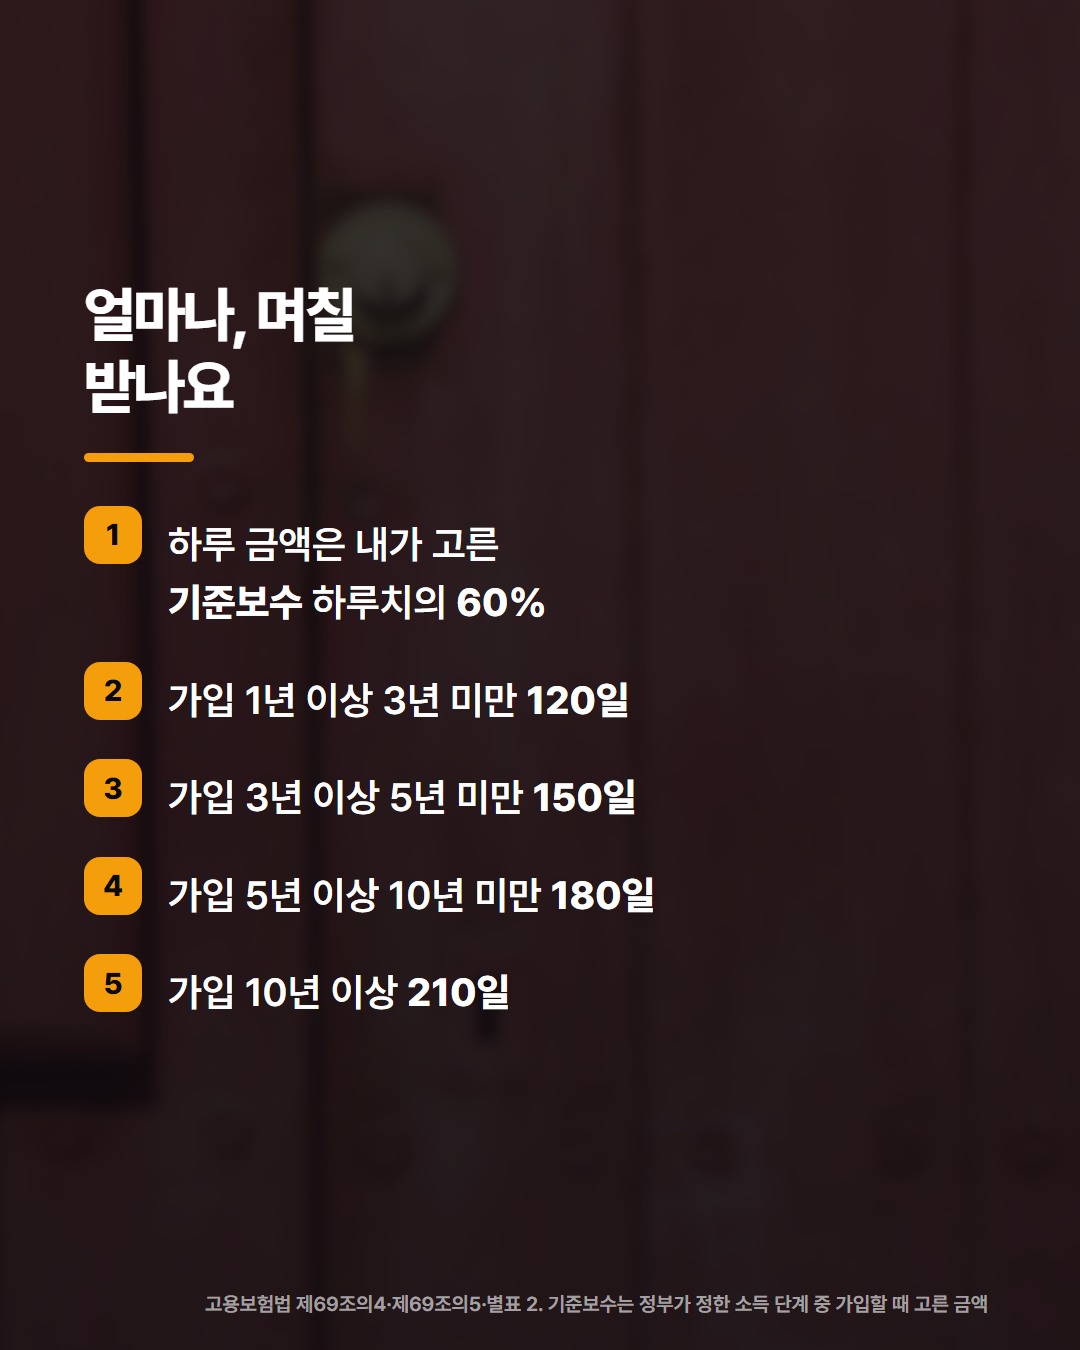 얼마나, 며칠
받나요
1 하루 금액은 내가 고른
기준보수 하루치의 60%
2 가입 1년 이상 3년 미만 120일
3 가입 3년 이상 5년 미만 150일
4 가입 5년 이상 10년 미만 180일
5 가입 10년 이상 210일
고용보험법 제69조의4·제69조의5·별표 2. 기준보수는 정부가 정한 소득 단계 중 가입할 때 고른 금액